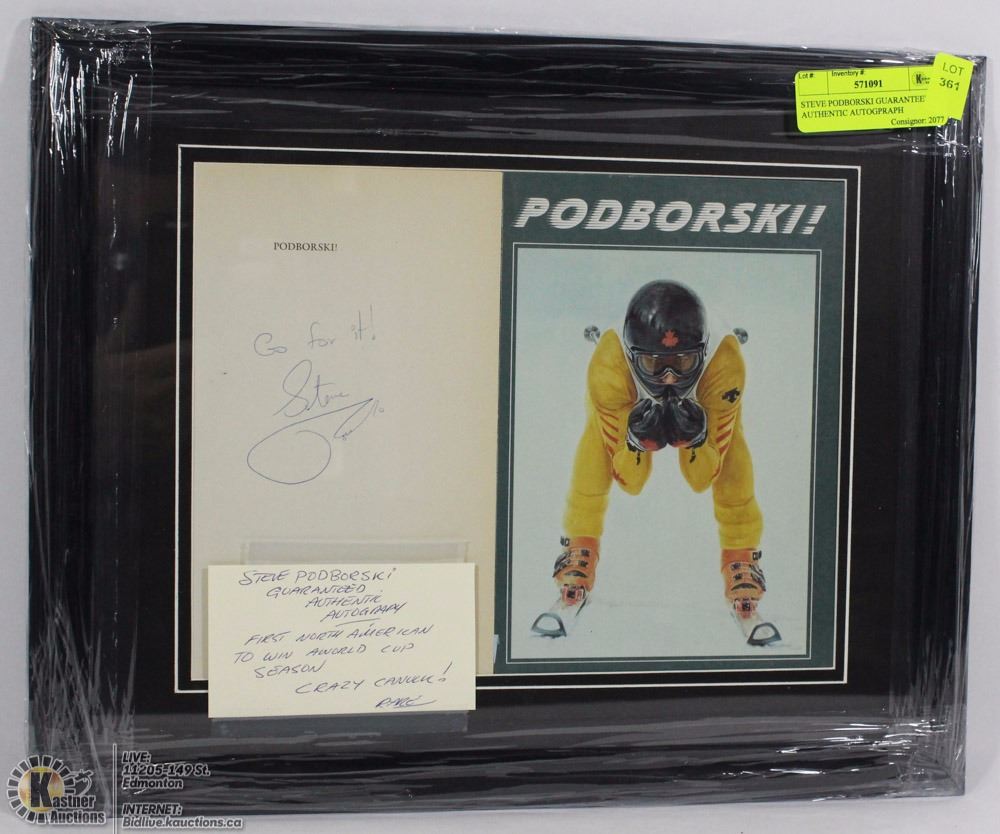 Lot #:
Inventory #:
571091
LOT
361
STEVE PODBORSKI GUARANTEE
AUTHENTIC AUTOGPRAPH
Consignor: 2077
PODBORSKI!
PODBORSKI!
Go for it!
Steve
STEVE PODBORSKI
GUARANTEED
AUTHENTIC
AUTOGRAPH
FIRST NORTH AMERICAN
TO WIN A WORLD CUP
SEASON
CRAZY CANUCK!
RARE
Kastner
Auctions
LIVE:
11205-149 St.
Edmonton
INTERNET:
Bidlive.kauctions.ca